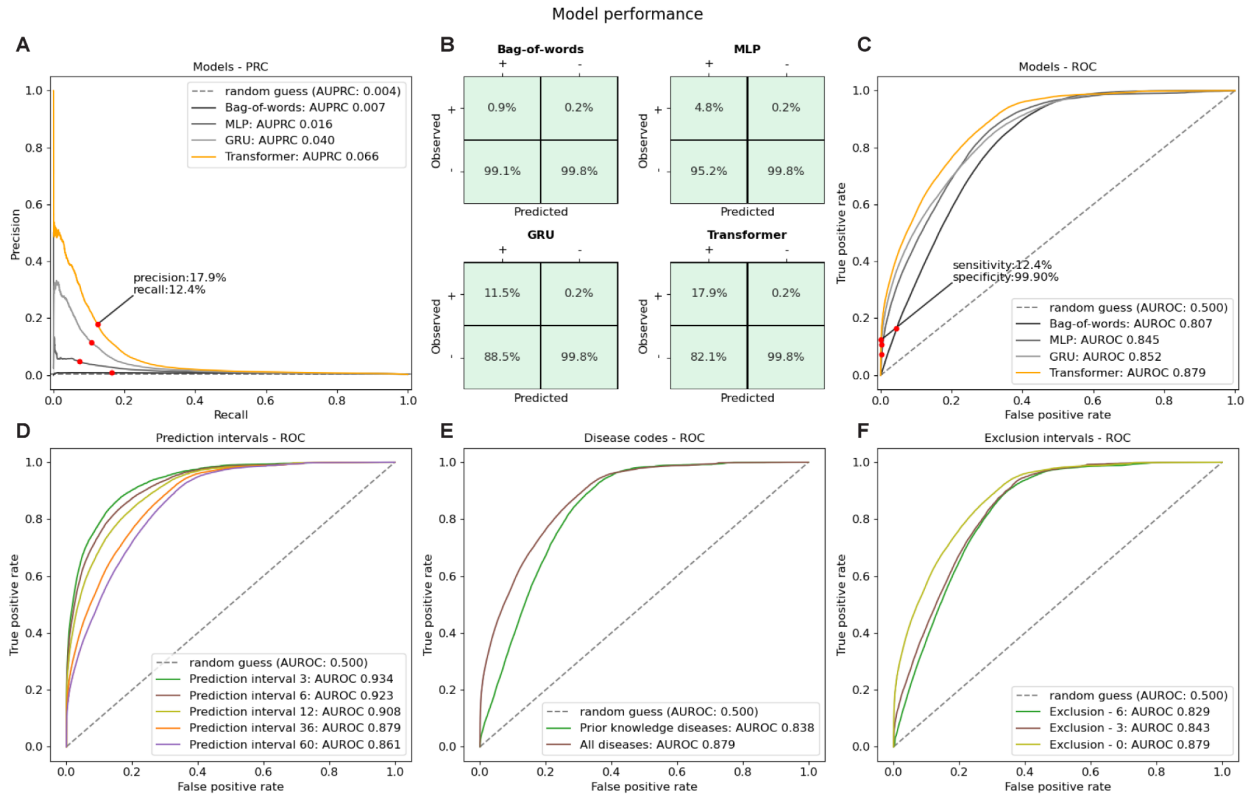 Model performance
A
Models - PRC
random guess (AUPRC: 0.004)
Bag-of-words: AUPRC 0.007
MLP: AUPRC 0.016
GRU: AUPRC 0.040
Transformer: AUPRC 0.066
precision:17.9%
recall:12.4%
1.0
0.8
0.6
0.4
0.2
0.0
Precision
0.0 0.2 0.4 0.6 0.8 1.0
Recall
B
Bag-of-words
+ -
+ 0.9% 0.2%
- 99.1% 99.8%
Observed
Predicted
MLP
+ -
+ 4.8% 0.2%
- 95.2% 99.8%
Observed
Predicted
GRU
+ -
+ 11.5% 0.2%
- 88.5% 99.8%
Observed
Predicted
Transformer
+ -
+ 17.9% 0.2%
- 82.1% 99.8%
Observed
Predicted
C
Models - ROC
1.0
0.8
0.6
0.4
0.2
0.0
True positive rate
sensitivity:12.4%
specificity:99.90%
random guess (AUROC: 0.500)
Bag-of-words: AUROC 0.807
MLP: AUROC 0.845
GRU: AUROC 0.852
Transformer: AUROC 0.879
0.0 0.2 0.4 0.6 0.8 1.0
False positive rate
D
Prediction intervals - ROC
1.0
0.8
0.6
0.4
0.2
0.0
True positive rate
random guess (AUROC: 0.500)
Prediction interval 3: AUROC 0.934
Prediction interval 6: AUROC 0.923
Prediction interval 12: AUROC 0.908
Prediction interval 36: AUROC 0.879
Prediction interval 60: AUROC 0.861
0.0 0.2 0.4 0.6 0.8 1.0
False positive rate
E
Disease codes - ROC
1.0
0.8
0.6
0.4
0.2
0.0
True positive rate
random guess (AUROC: 0.500)
Prior knowledge diseases: AUROC 0.838
All diseases: AUROC 0.879
0.0 0.2 0.4 0.6 0.8 1.0
False positive rate
F
Exclusion intervals - ROC
1.0
0.8
0.6
0.4
0.2
0.0
True positive rate
random guess (AUROC: 0.500)
Exclusion - 6: AUROC 0.829
Exclusion - 3: AUROC 0.843
Exclusion - 0: AUROC 0.879
0.0 0.2 0.4 0.6 0.8 1.0
False positive rate